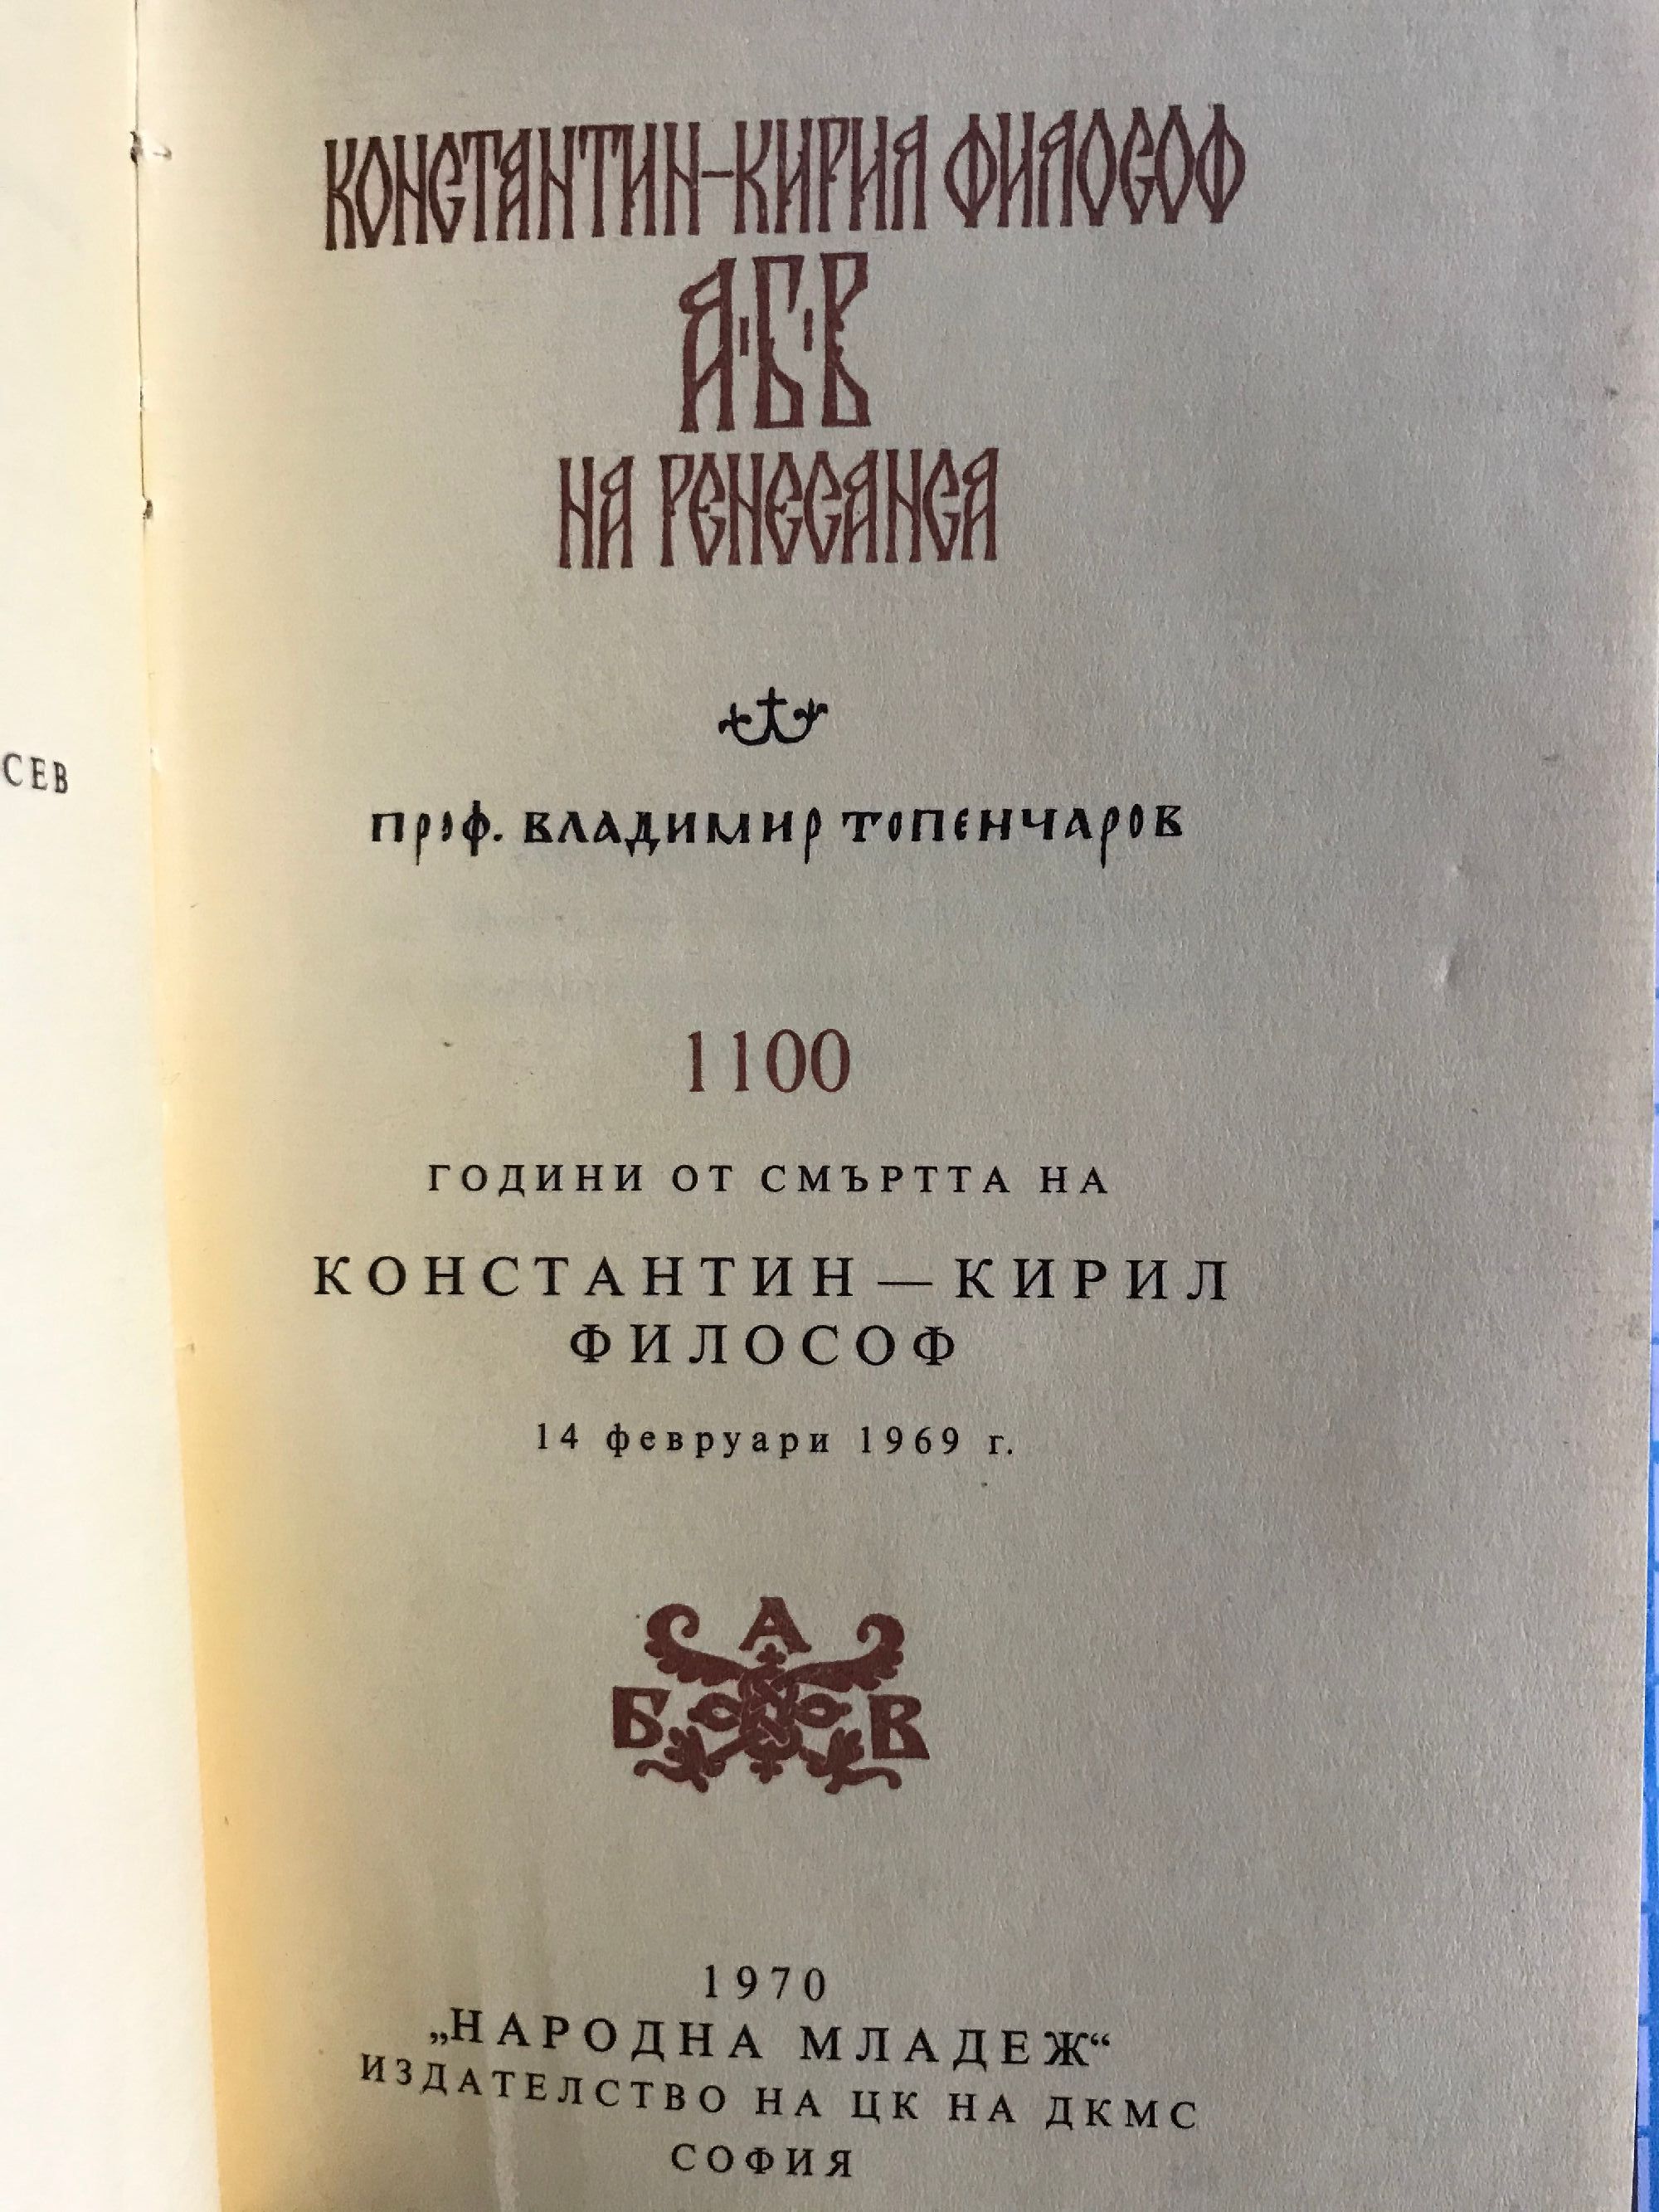 СЕВ
КОНСТАНТИН-КИРИЛ ФИЛОСОФ
А·Б·В
НА РЕНЕСАНСА
проф. ВЛАДИМИР ТОПЕНЧАРОВ
1100
ГОДИНИ ОТ СМЪРТТА НА
КОНСТАНТИН — КИРИЛ
ФИЛОСОФ
14 февруари 1969 г.
А
Б В
1970
„НАРОДНА МЛАДЕЖ“
ИЗДАТЕЛСТВО НА ЦК НА ДКМС
СОФИЯ